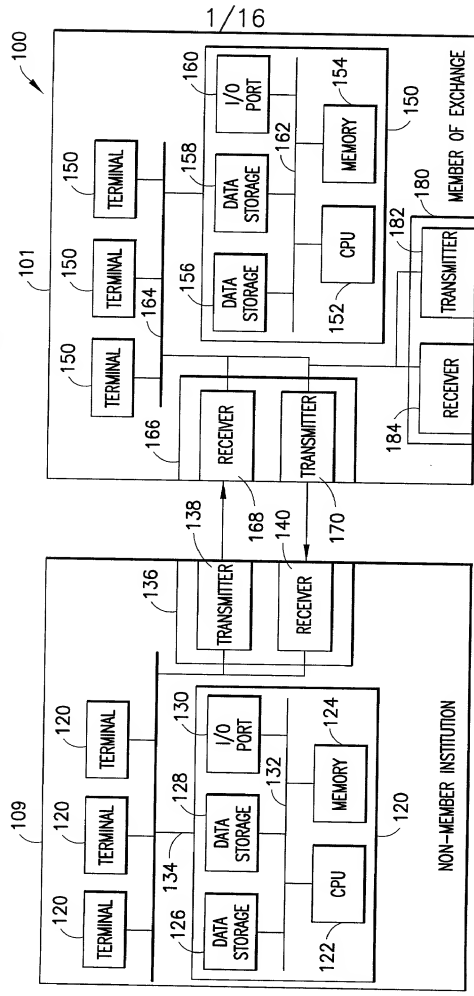 1/16
100
109
120
TERMINAL
120
TERMINAL
120
TERMINAL
134
126
DATA STORAGE
128
DATA STORAGE
130
I/O PORT
132
122
CPU
124
MEMORY
120
NON-MEMBER INSTITUTION
136
138
TRANSMITTER
140
RECEIVER
101
150
TERMINAL
150
TERMINAL
150
TERMINAL
164
166
RECEIVER
168
TRANSMITTER
170
156
DATA STORAGE
158
DATA STORAGE
160
I/O PORT
162
152
CPU
154
MEMORY
150
180
184
RECEIVER
182
TRANSMITTER
MEMBER OF EXCHANGE